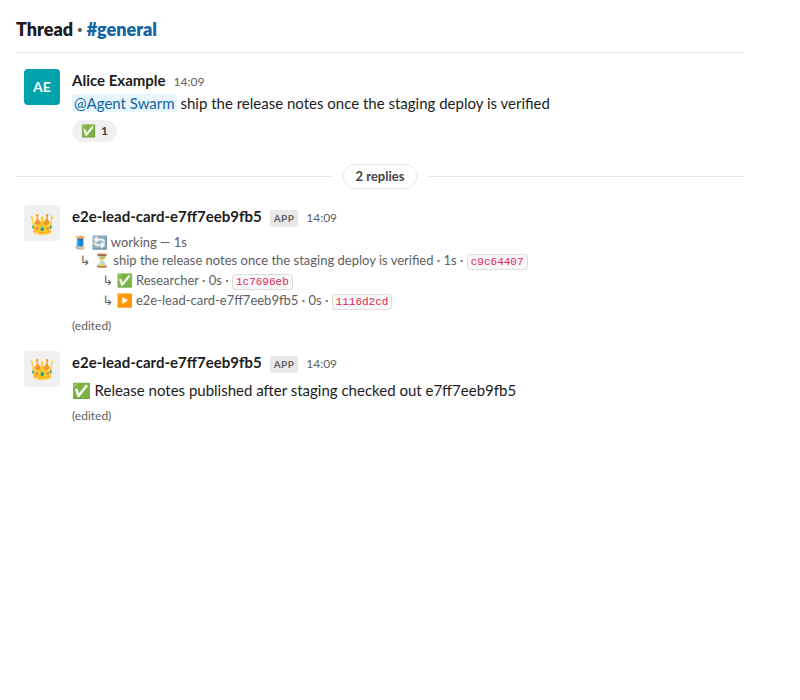 Thread • #general
AE
Alice Example 14:09
@Agent Swarm ship the release notes once the staging deploy is verified
✅ 1
2 replies
e2e-lead-card-e7ff7eeb9fb5 APP 14:09
🧵 🔄 working — 1s
↳ ⏳ ship the release notes once the staging deploy is verified · 1s · c9c64407
↳ ✅ Researcher · 0s · 1c7696eb
↳ ▶️ e2e-lead-card-e7ff7eeb9fb5 · 0s · 1116d2cd
(edited)
e2e-lead-card-e7ff7eeb9fb5 APP 14:09
✅ Release notes published after staging checked out e7ff7eeb9fb5
(edited)